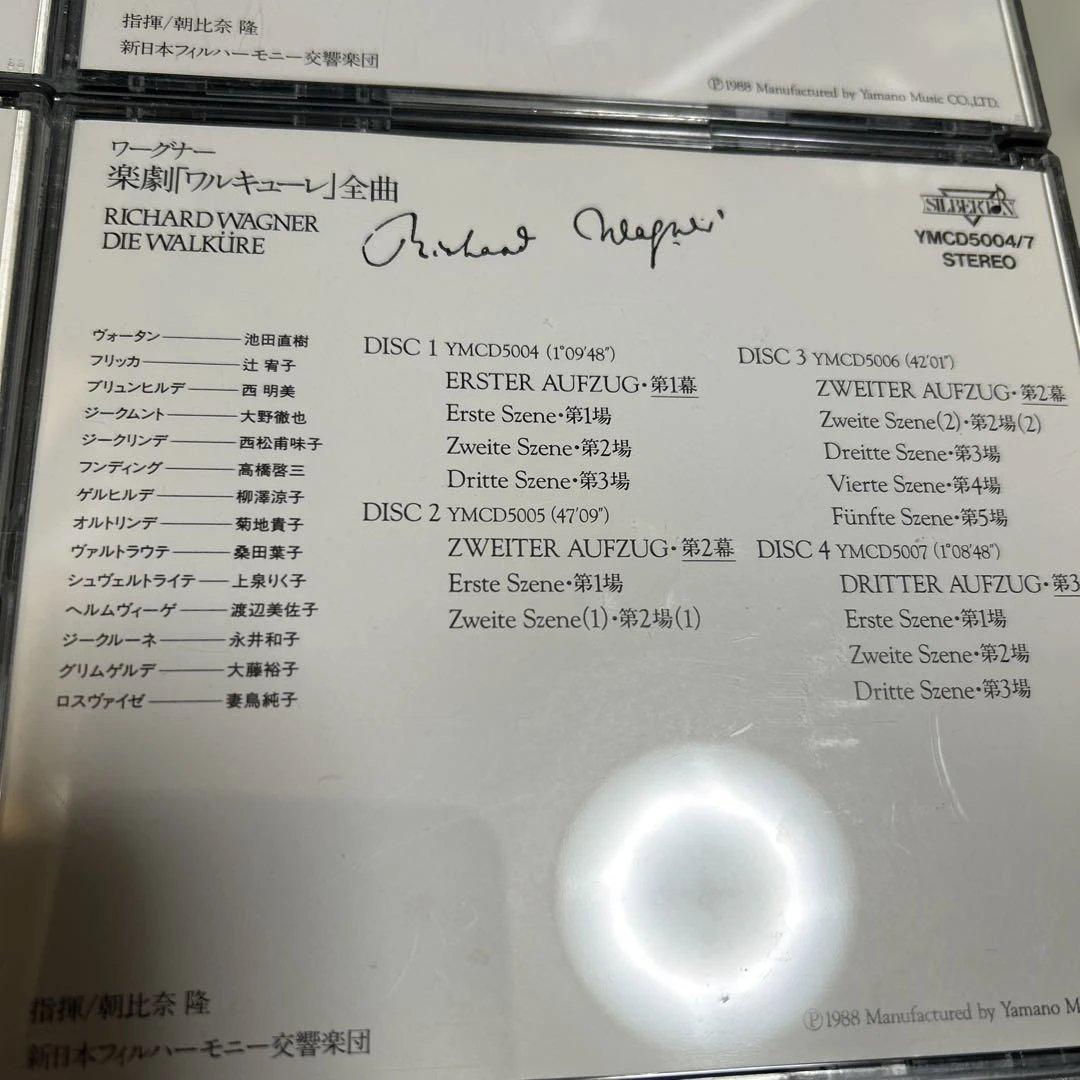 指揮/朝比奈 隆
新日本フィルハーモニー交響楽団
Ⓟ1988 Manufactured by Yamano Music CO.,LTD.
ワーグナー
楽劇「ワルキューレ」全曲
RICHARD WAGNER
DIE WALKÜRE
Richard Wagner
SILBERTON
YMCD5004/7
STEREO
ヴォータン 池田直樹
フリッカ 辻 宥子
ブリュンヒルデ 西 明美
ジークムント 大野徹也
ジークリンデ 西松甫味子
フンディング 高橋啓三
ゲルヒルデ 柳澤涼子
オルトリンデ 菊地貴子
ヴァルトラウテ 桑田葉子
シュヴェルトライテ 上泉りく子
ヘルムヴィーゲ 渡辺美佐子
ジークルーネ 永井和子
グリムゲルデ 大藤裕子
ロスヴァイゼ 妻鳥純子
DISC 1 YMCD5004 (1°09′48″)
ERSTER AUFZUG・第1幕
Erste Szene・第1場
Zweite Szene・第2場
Dritte Szene・第3場
DISC 2 YMCD5005 (47′09″)
ZWEITER AUFZUG・第2幕
Erste Szene・第1場
Zweite Szene(1)・第2場(1)
DISC 3 YMCD5006 (42′01″)
ZWEITER AUFZUG・第2幕
Zweite Szene(2)・第2場(2)
Dreitte Szene・第3場
Vierte Szene・第4場
Fünfte Szene・第5場
DISC 4 YMCD5007 (1°08′48″)
DRITTER AUFZUG・第3
Erste Szene・第1場
Zweite Szene・第2場
Dritte Szene・第3場
指揮/朝比奈 隆
新日本フィルハーモニー交響楽団
Ⓟ1988 Manufactured by Yamano M